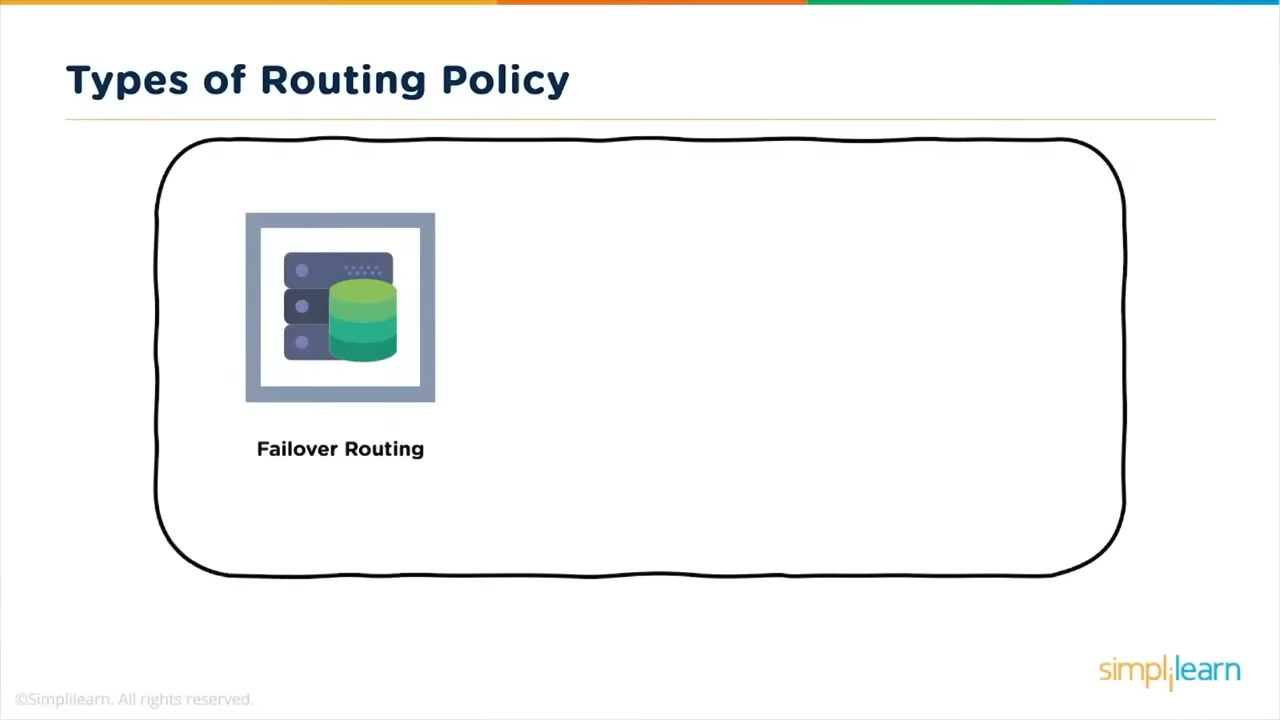 Types of Routing Policy
Failover Routing
simplilearn
©Simplilearn. All rights reserved.